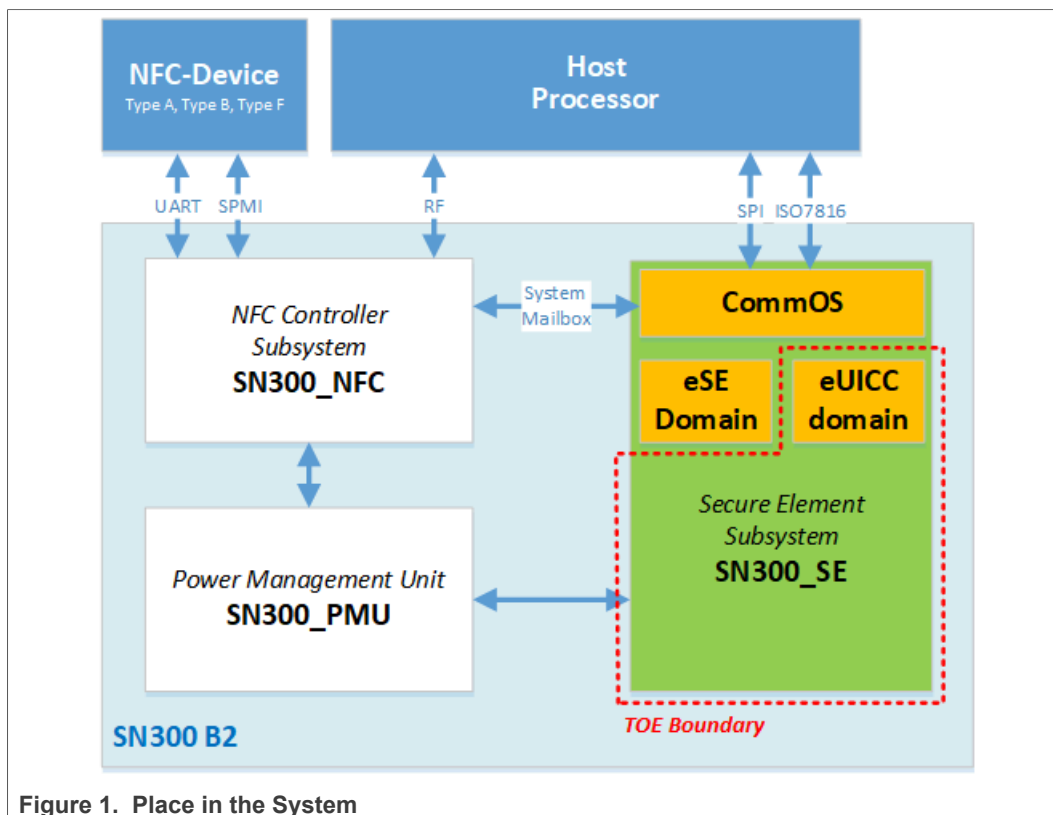 NFC-Device
Type A, Type B, Type F
Host
Processor
UART
SPMI
RF
SPI
ISO7816
NFC Controller
Subsystem
SN300_NFC
System
Mailbox
CommOS
eSE
Domain
eUICC
domain
Secure Element
Subsystem
SN300_SE
Power Management Unit
SN300_PMU
TOE Boundary
SN300 B2
Figure 1. Place in the System